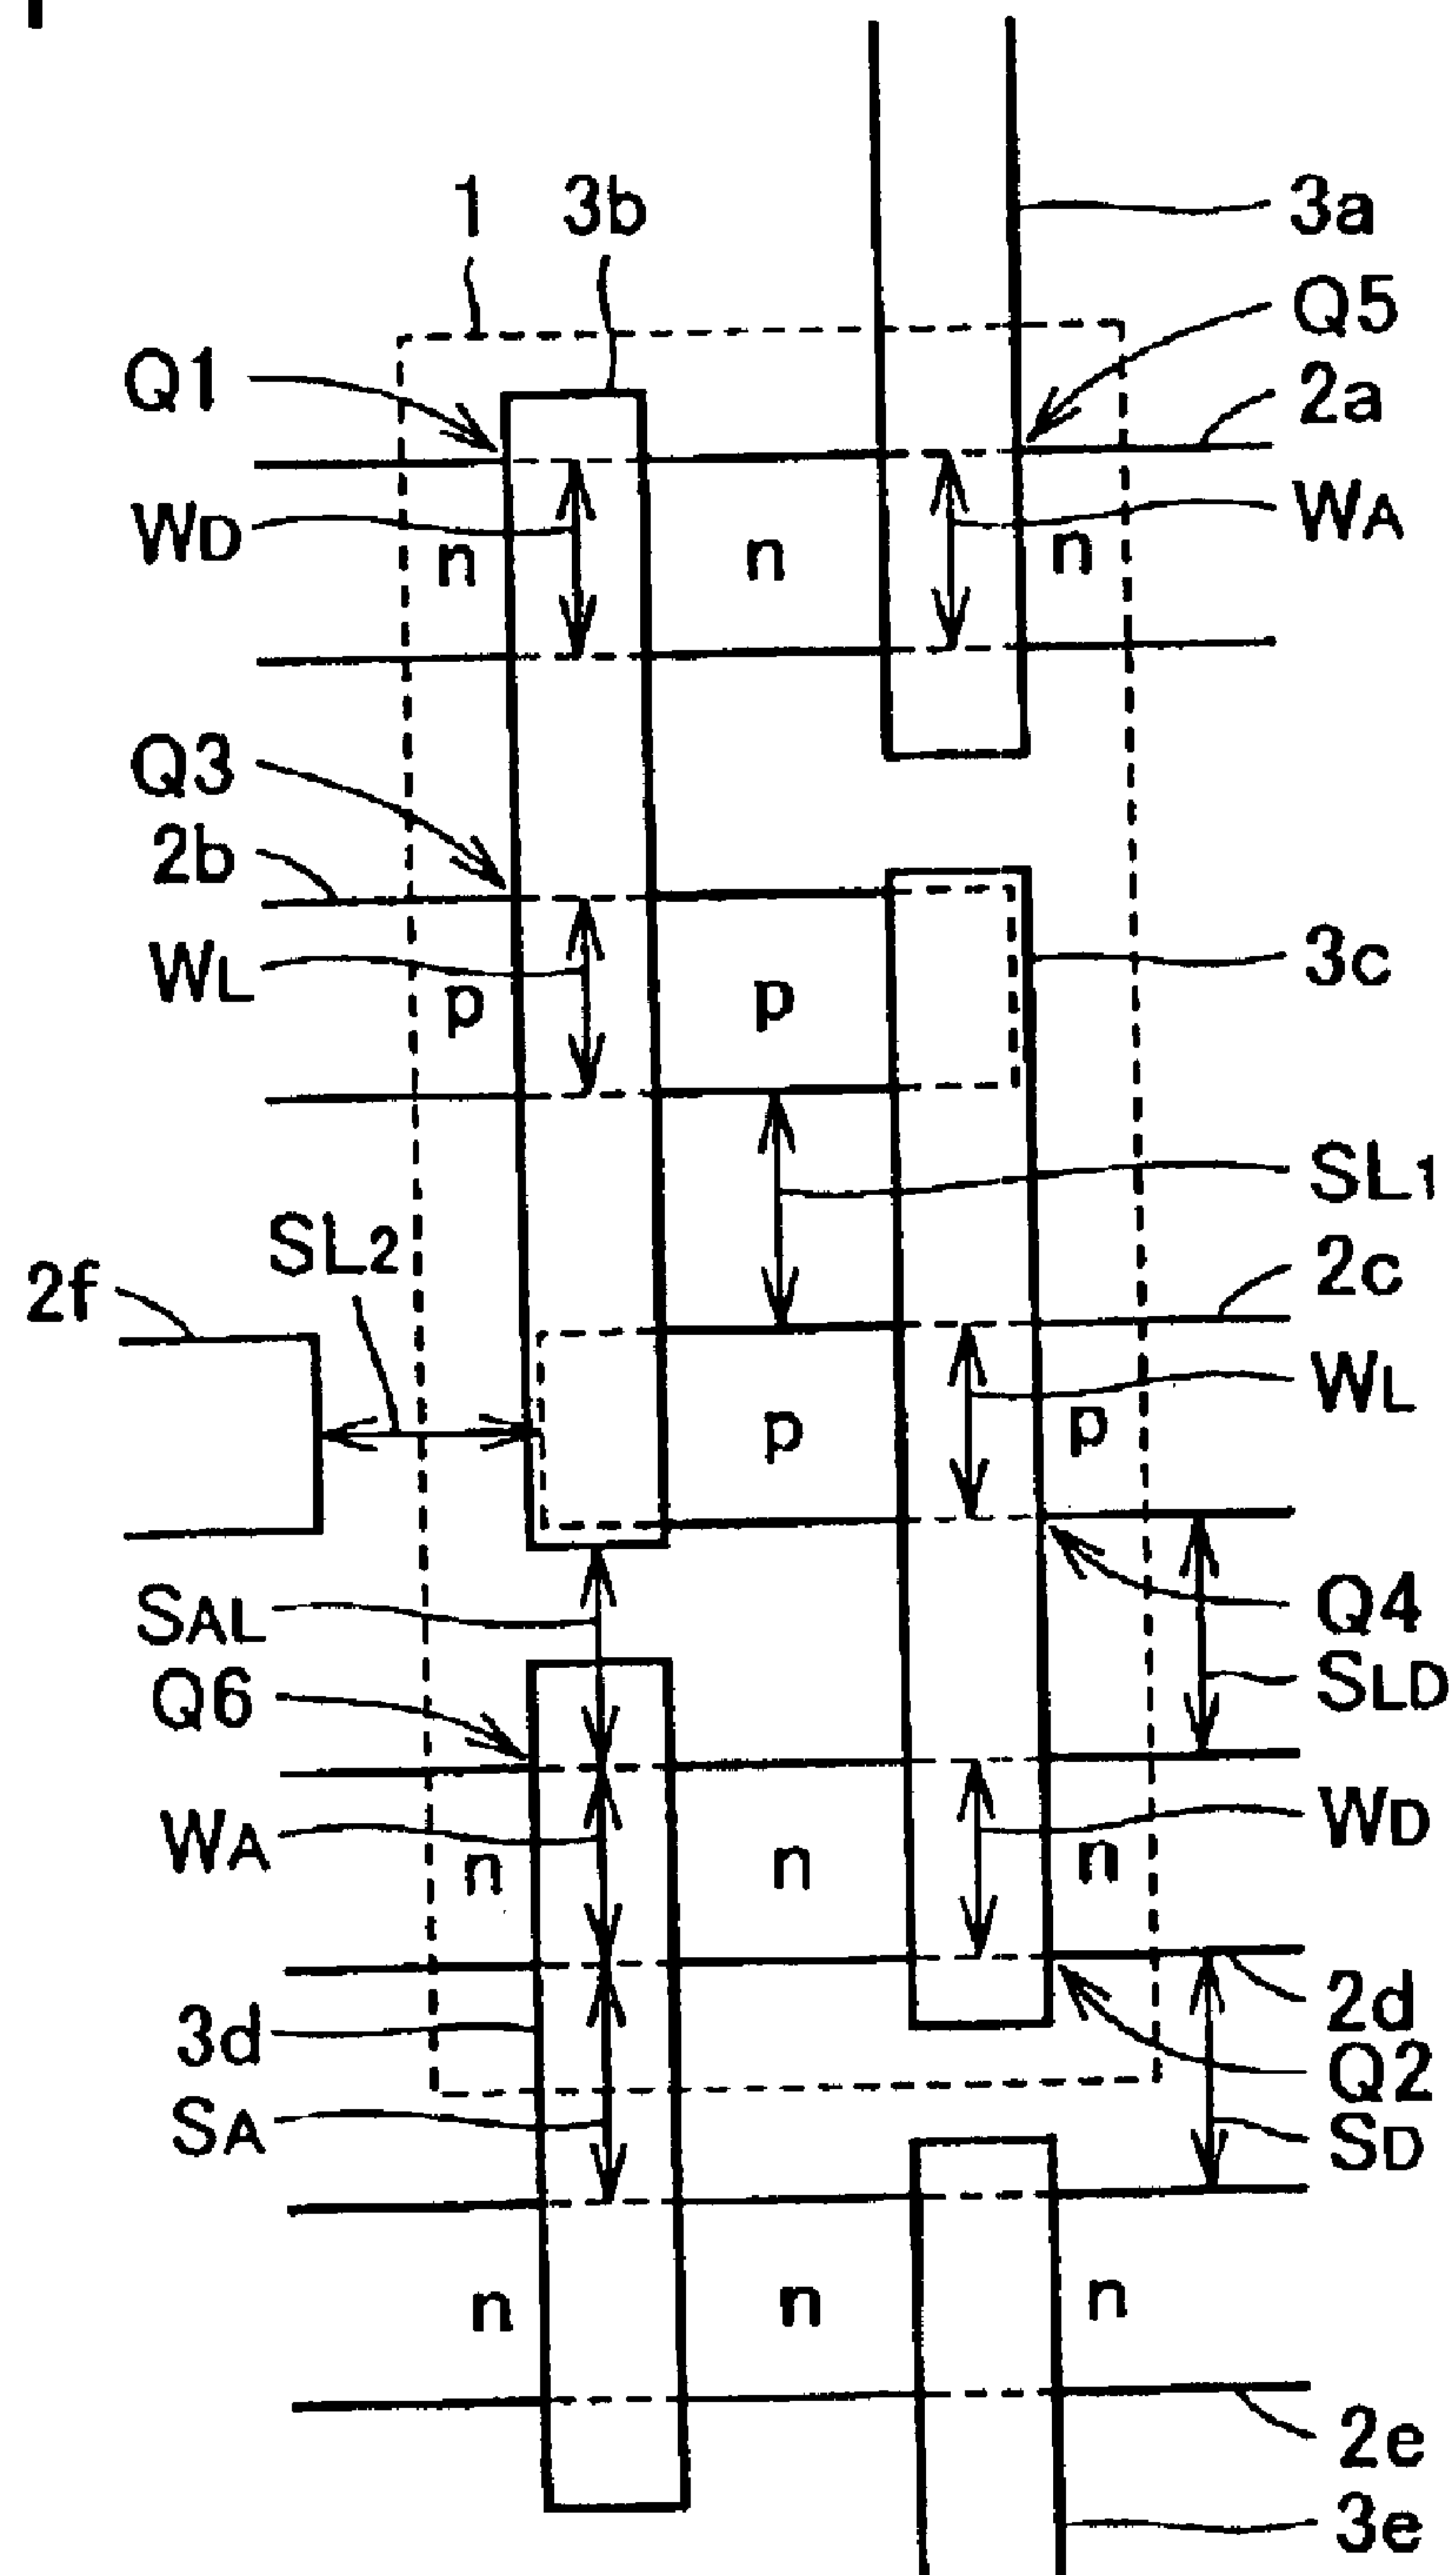 1 3b 3a
Q5
Q1 2a
WD n n n WA
Q3
2b
WL p p 3c
SL1
SL2 2c
2f
p p WL
SAL Q4
Q6 SLD
WA n n n WD
3d 2d
Q2
SA SD
n n n
2e
3e